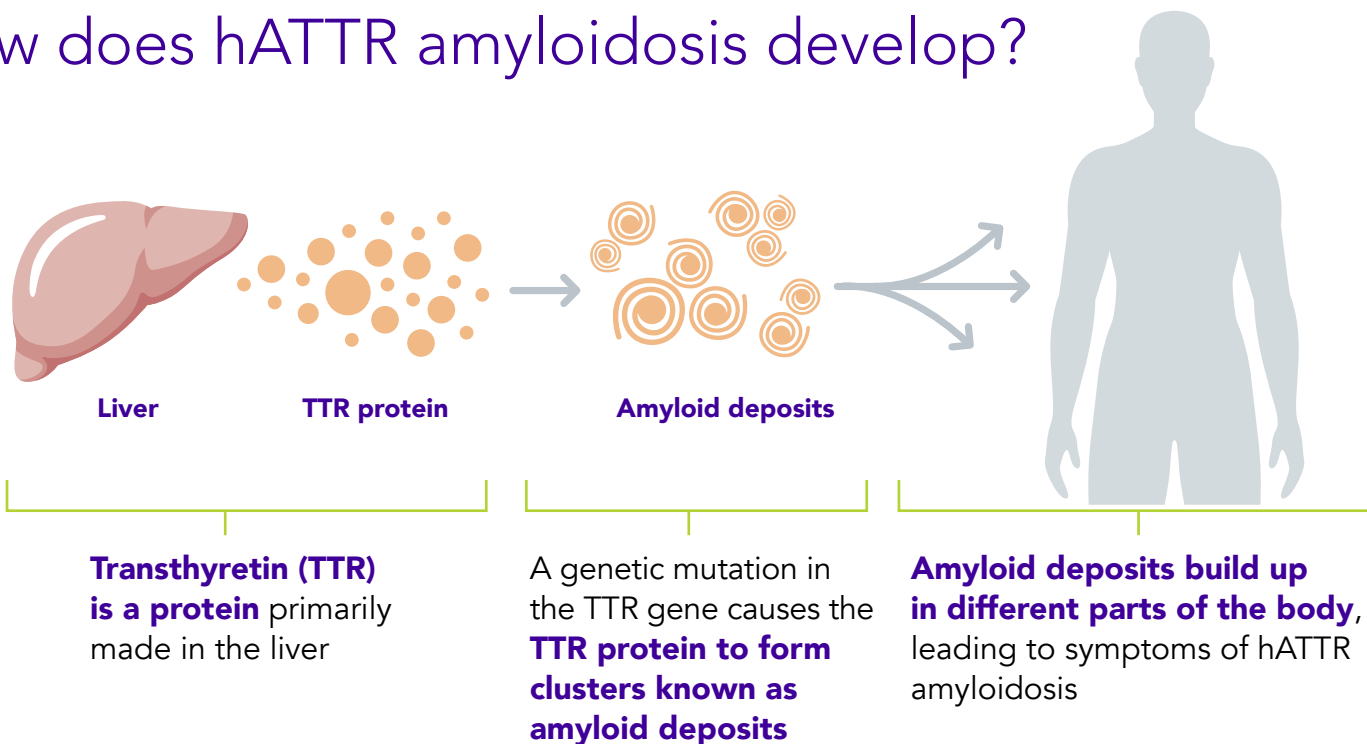 w does hATTR amyloidosis develop?
Liver
TTR protein
Amyloid deposits
Transthyretin (TTR)
is a protein primarily
made in the liver
A genetic mutation in
the TTR gene causes the
TTR protein to form
clusters known as
amyloid deposits
Amyloid deposits build up
in different parts of the body,
leading to symptoms of hATTR
amyloidosis